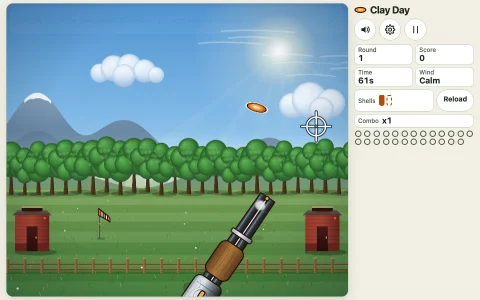 Clay Day
Round
1
Score
0
Time
61s
Wind
Calm
Shells
Reload
Combo x1